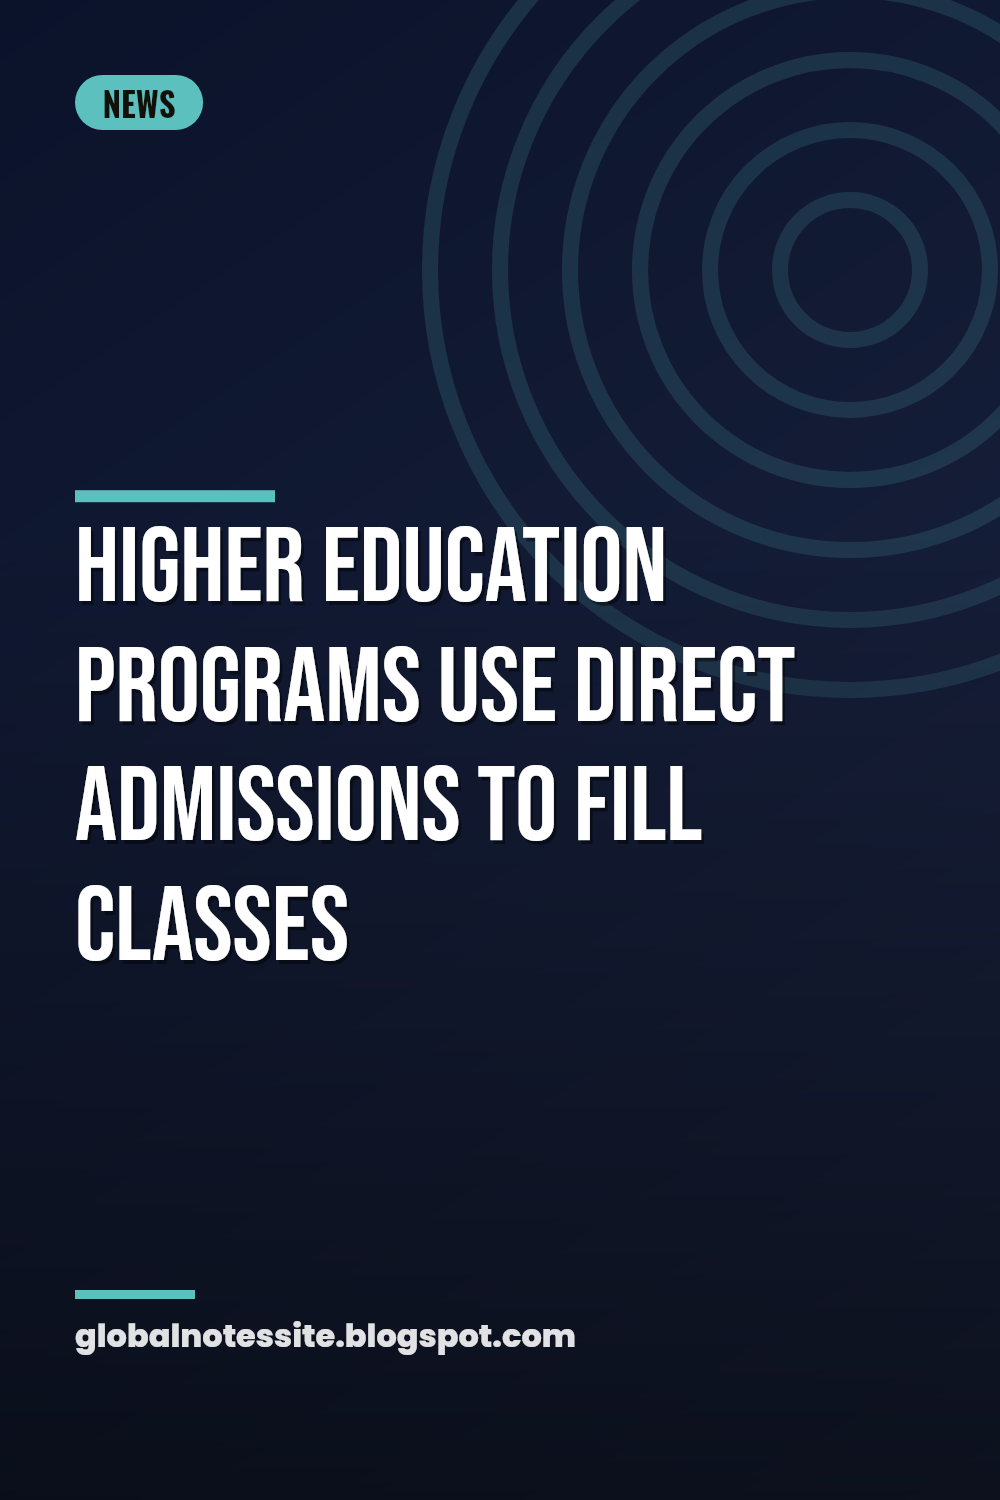 NEWS
HIGHER EDUCATION
PROGRAMS USE DIRECT
ADMISSIONS TO FILL
CLASSES
globalnotessite.blogspot.com